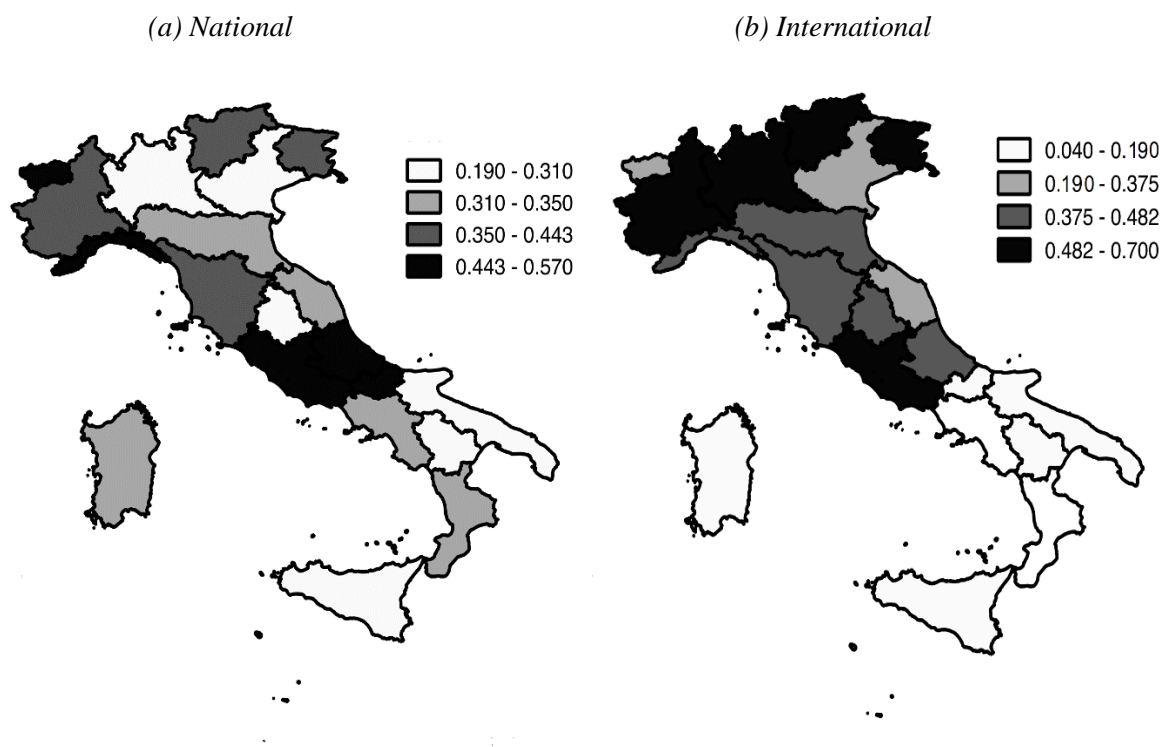 (a) National
(b) International
0.190 - 0.310
0.310 - 0.350
0.350 - 0.443
0.443 - 0.570
0.040 - 0.190
0.190 - 0.375
0.375 - 0.482
0.482 - 0.700